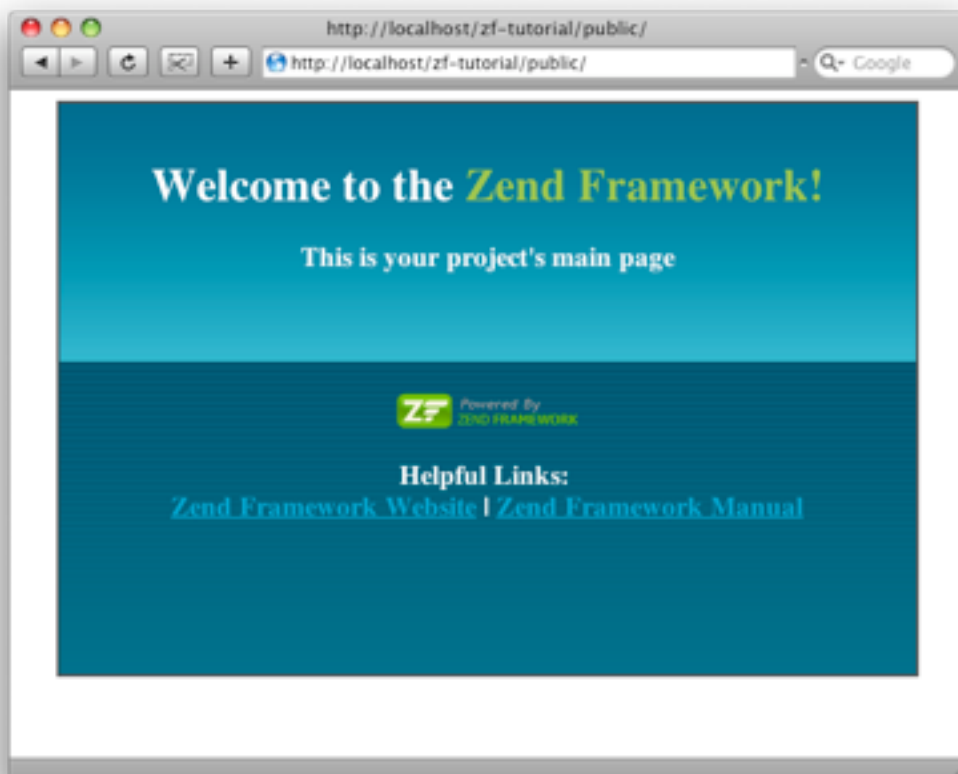 http://localhost/zf-tutorial/public/
http://localhost/zf-tutorial/public/
Google
Welcome to the Zend Framework!
This is your project's main page
ZF Powered By
ZEND FRAMEWORK
Helpful Links:
Zend Framework Website | Zend Framework Manual